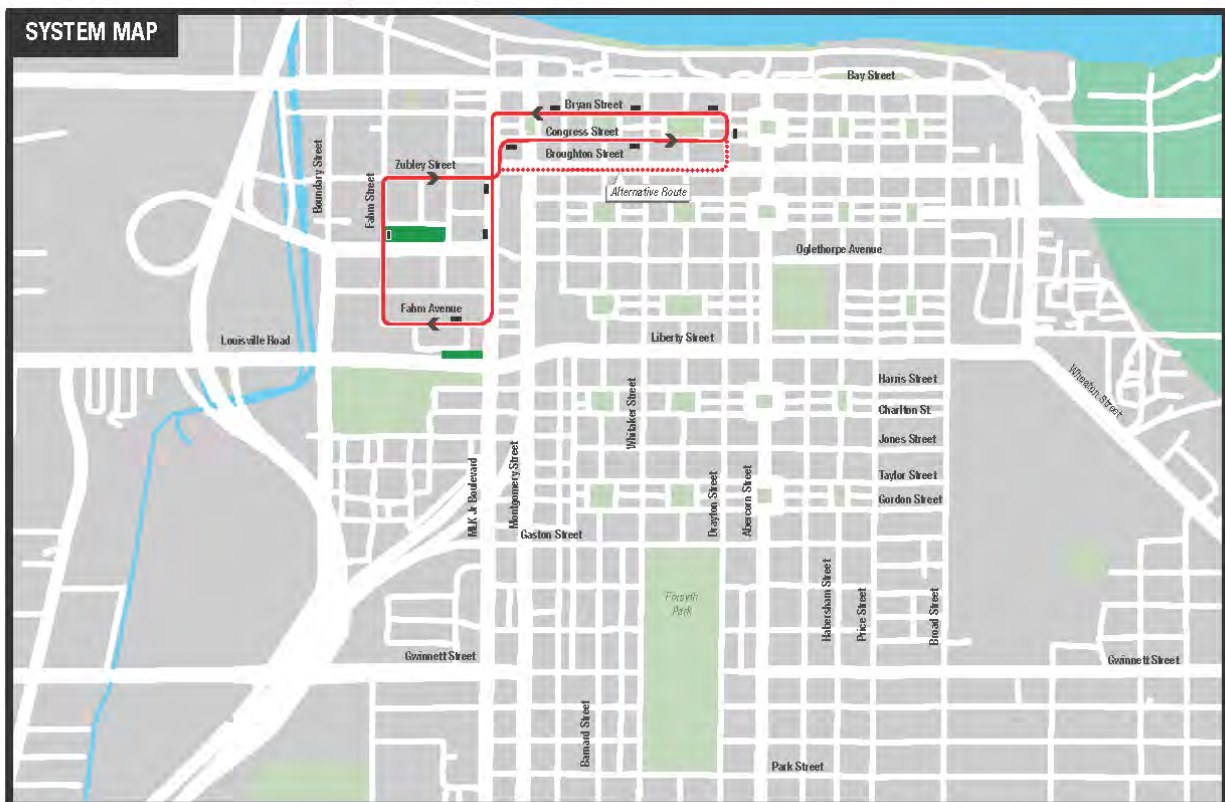 SYSTEM MAP
Bay Street
Bryan Street
Congress Street
Broughton Street
Zubley Street
Alternative Route
Boundary Street
Fahm Street
Oglethorpe Avenue
Fahm Avenue
Louisville Road
Liberty Street
Harris Street
Wheaton Street
Charlton St.
Whitaker Street
Jones Street
MLK Jr Boulevard
Montgomery Street
Taylor Street
Drayton Street
Abercorn Street
Gordon Street
Gaston Street
Forsyth
Park
Habersham Street
Price Street
Broad Street
Gwinnett Street
Gwinnett Street
Barnard Street
Park Street